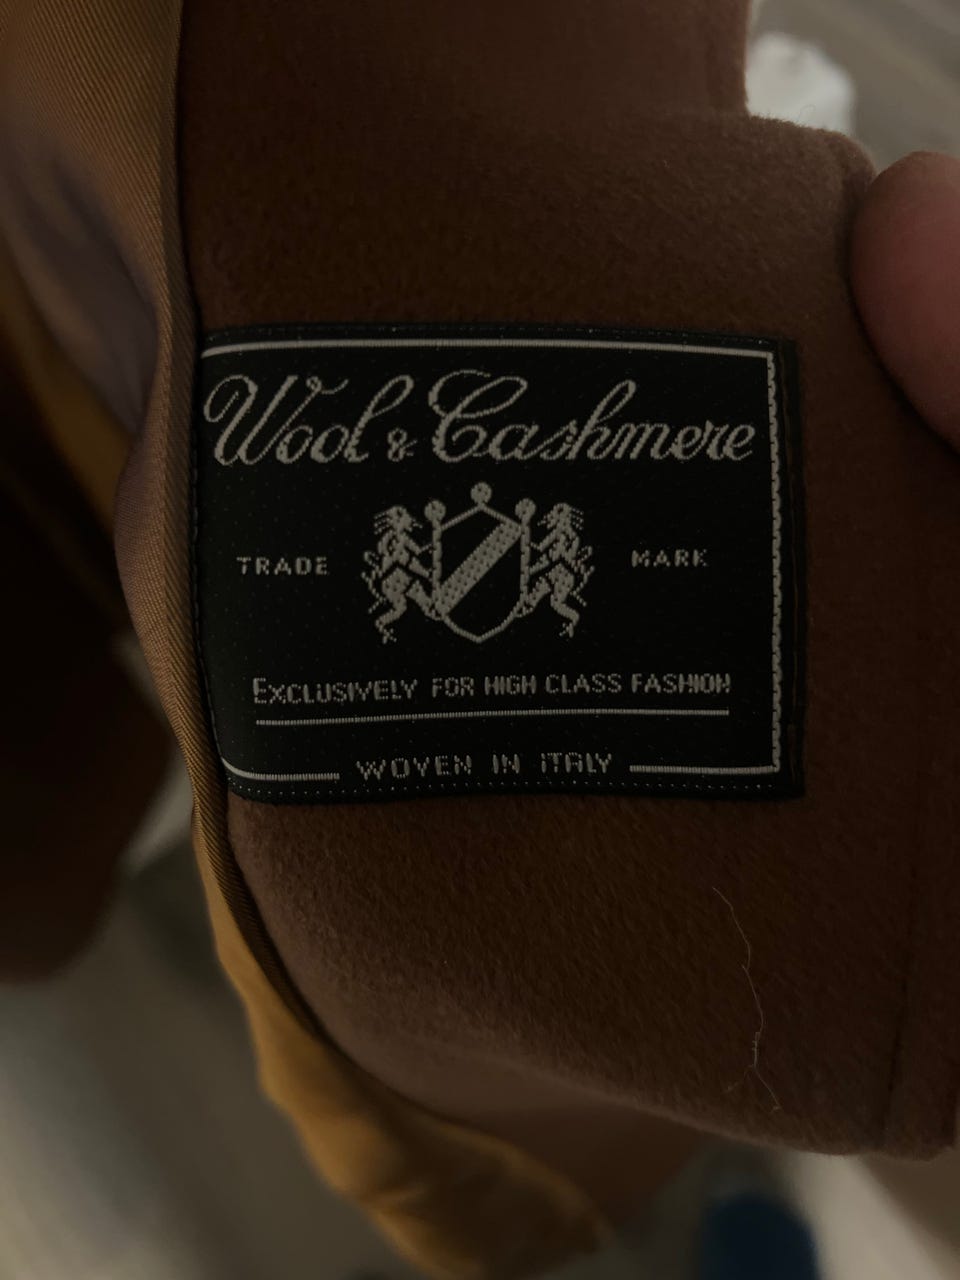 Wool & Cashmere
TRADE MARK
EXCLUSIVELY FOR HIGH CLASS FASHION
WOVEN IN iTALY